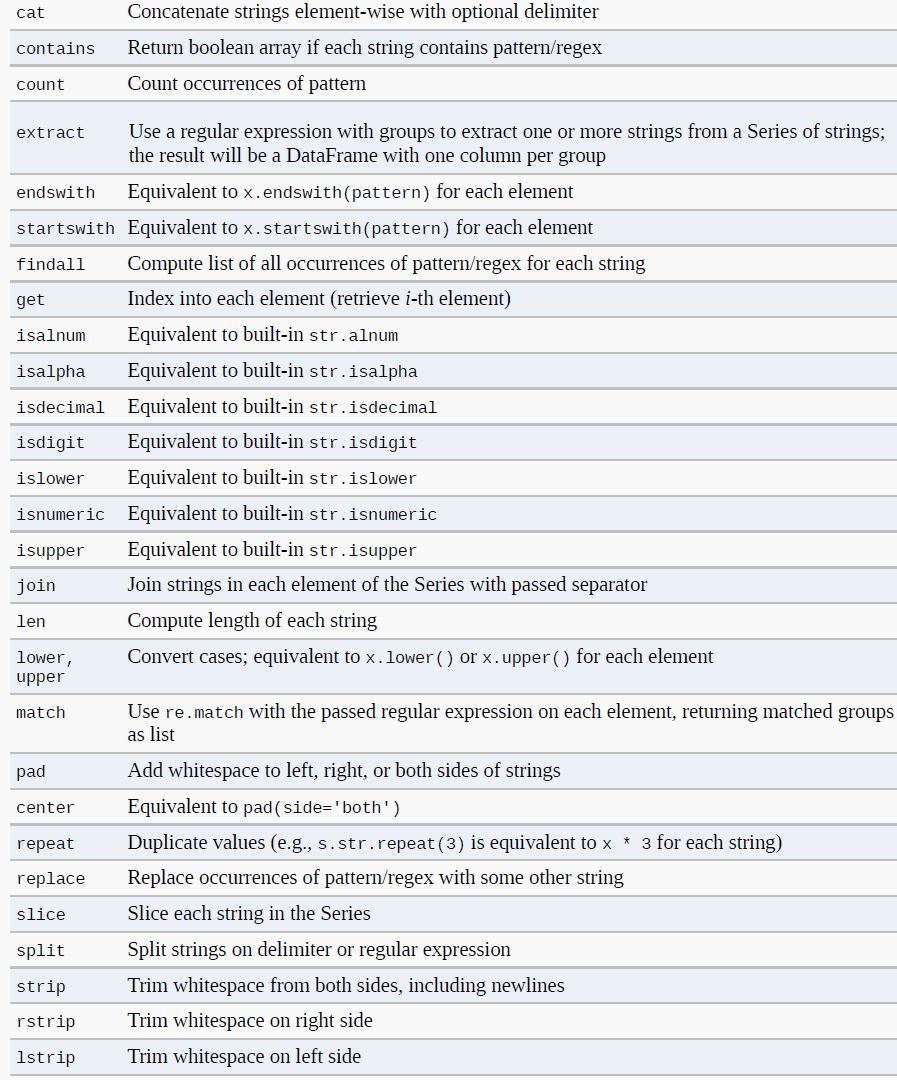 cat Concatenate strings element-wise with optional delimiter
contains Return boolean array if each string contains pattern/regex
count Count occurrences of pattern
extract Use a regular expression with groups to extract one or more strings from a Series of strings;
the result will be a DataFrame with one column per group
endswith Equivalent to x.endswith(pattern) for each element
startswith Equivalent to x.startswith(pattern) for each element
findall Compute list of all occurrences of pattern/regex for each string
get Index into each element (retrieve i-th element)
isalnum Equivalent to built-in str.alnum
isalpha Equivalent to built-in str.isalpha
isdecimal Equivalent to built-in str.isdecimal
isdigit Equivalent to built-in str.isdigit
islower Equivalent to built-in str.islower
isnumeric Equivalent to built-in str.isnumeric
isupper Equivalent to built-in str.isupper
join Join strings in each element of the Series with passed separator
len Compute length of each string
lower, Convert cases; equivalent to x.lower() or x.upper() for each element
upper
match Use re.match with the passed regular expression on each element, returning matched groups
as list
pad Add whitespace to left, right, or both sides of strings
center Equivalent to pad(side='both')
repeat Duplicate values (e.g., s.str.repeat(3) is equivalent to x * 3 for each string)
replace Replace occurrences of pattern/regex with some other string
slice Slice each string in the Series
split Split strings on delimiter or regular expression
strip Trim whitespace from both sides, including newlines
rstrip Trim whitespace on right side
lstrip Trim whitespace on left side